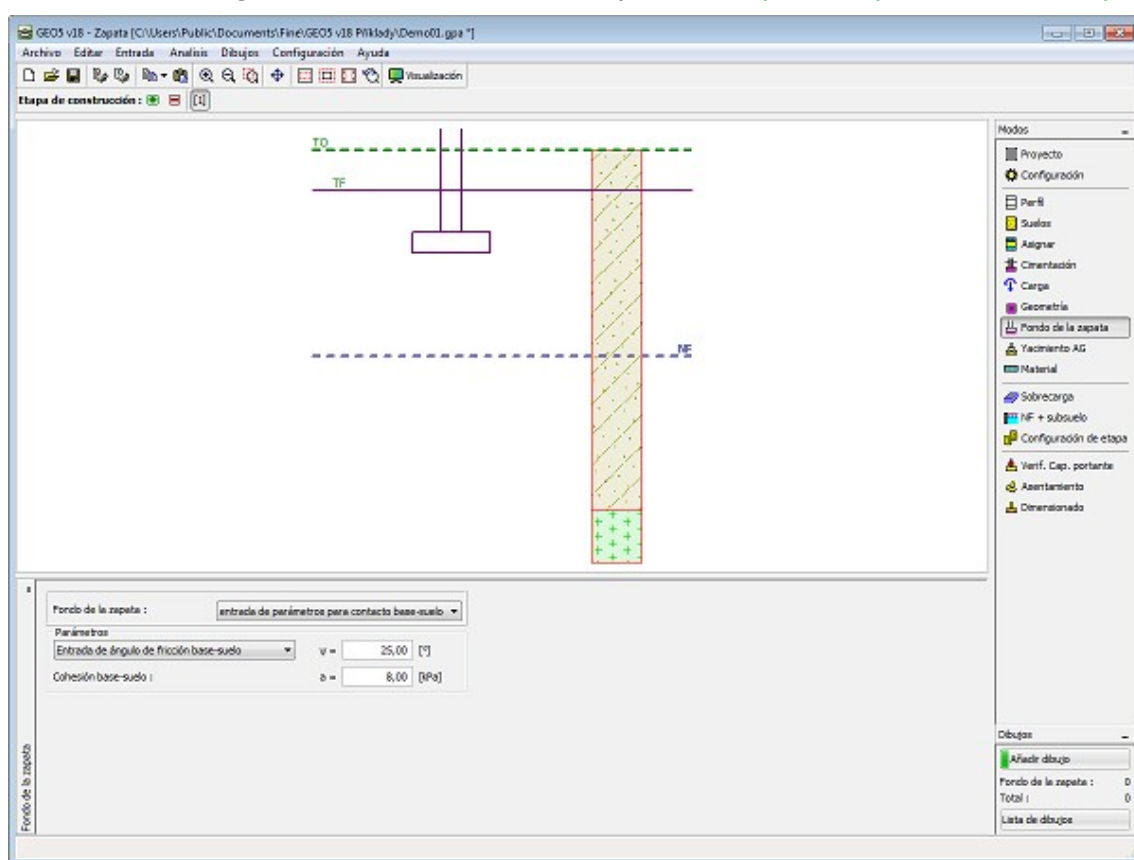 GEO5 v18 - Zapata [C:\Users\Public\Documents\Fine\GEO5 v18 Příklady\Demo01.gpa *]
Archivo Editar Entrada Analisis Dibujos Configuración Ayuda
Visualización
Etapa de construcción : [1]
TO
TF
NF
Modos
Proyecto
Configuración
Perfil
Suelos
Asignar
Cimentación
Carga
Geometría
Fondo de la zapata
Yacimiento AG
Material
Sobrecarga
NF + subsuelo
Configuración de etapa
Verif. Cap. portante
Asentamiento
Dimensionado
Fondo de la zapata : entrada de parámetros para contacto base-suelo
Parámetros
Entrada de ángulo de fricción base-suelo ψ = 25,00 [°]
Cohesión base-suelo : a = 8,00 [kPa]
Fondo de la zapata
Dibujos
Añadir dibujo
Fondo de la zapata : 0
Total : 0
Lista de dibujos